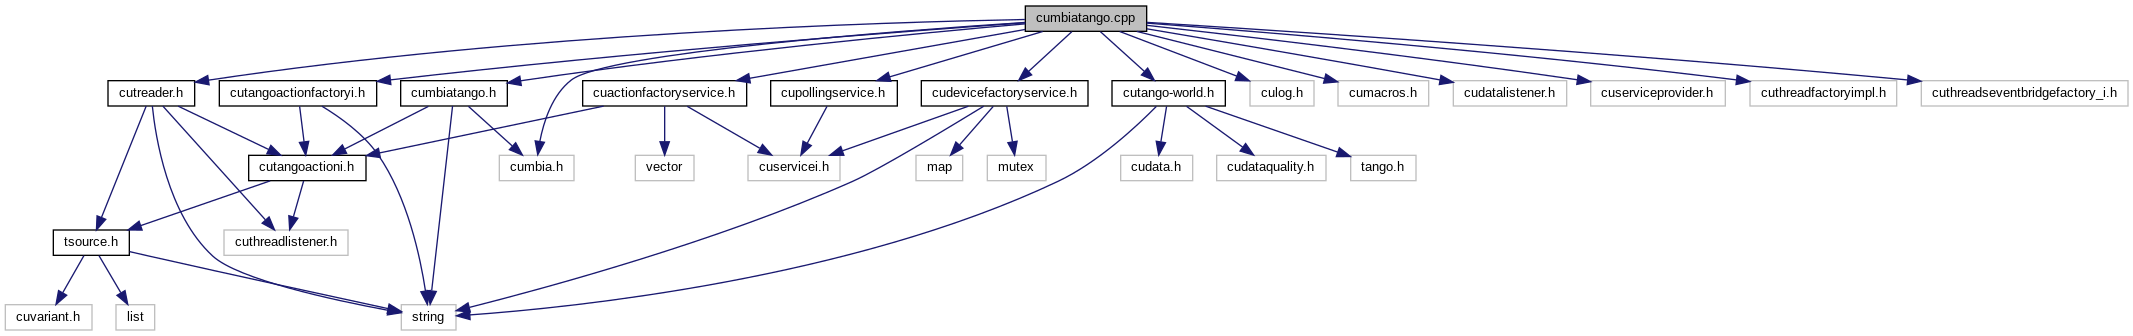 cumbiatango.cpp
cutreader.h
cutangoactionfactoryi.h
cumbiatango.h
cuactionfactoryservice.h
cupollingservice.h
cudevicefactoryservice.h
cutango-world.h
culog.h
cumacros.h
cudatalistener.h
cuserviceprovider.h
cuthreadfactoryimpl.h
cuthreadseventbridgefactory_i.h
cutangoactioni.h
cumbia.h
vector
cuservicei.h
map
mutex
cudata.h
cudataquality.h
tango.h
tsource.h
cuthreadlistener.h
cuvariant.h
list
string